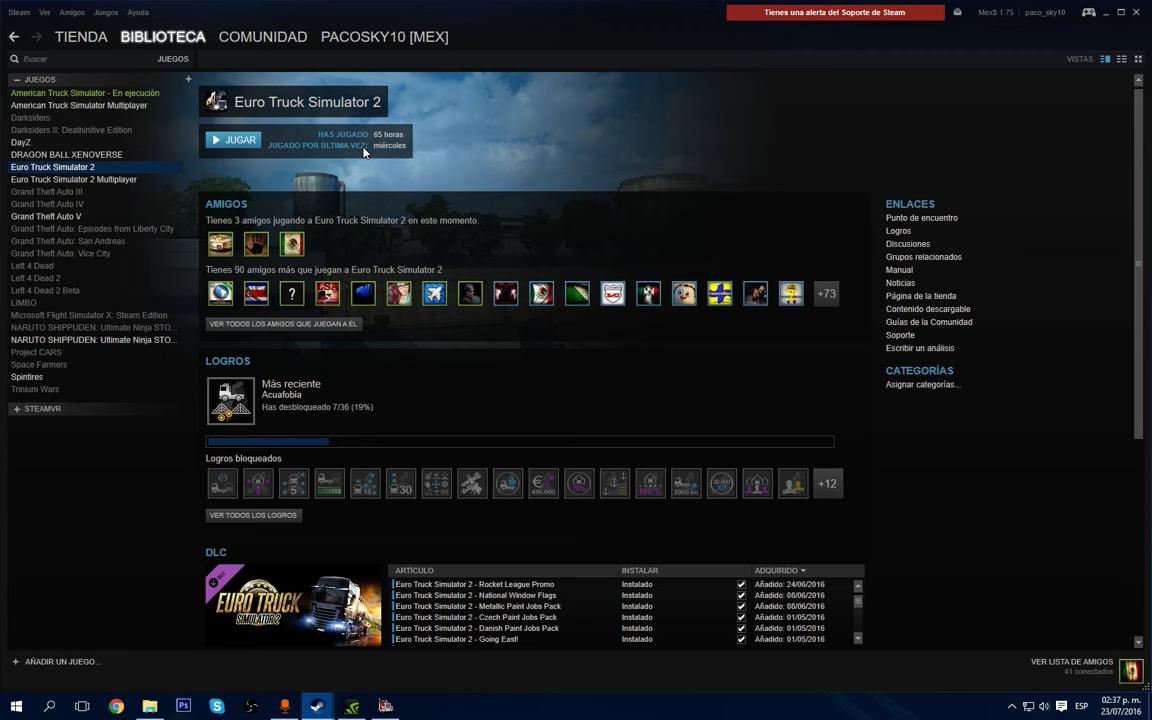 Steam Ver Amigos Juegos Ayuda
Tienes una alerta del Soporte de Steam
Mex$ 1.75 paco_sky10
TIENDA BIBLIOTECA COMUNIDAD PACOSKY10 [MEX]
Buscar JUEGOS
VISTAS
JUEGOS
American Truck Simulator - En ejecución
American Truck Simulator Multiplayer
Darksiders
Darksiders II: Deathinitive Edition
DayZ
DRAGON BALL XENOVERSE
Euro Truck Simulator 2
Euro Truck Simulator 2 Multiplayer
Grand Theft Auto III
Grand Theft Auto IV
Grand Theft Auto V
Grand Theft Auto: Episodes from Liberty City
Grand Theft Auto: San Andreas
Grand Theft Auto: Vice City
Left 4 Dead
Left 4 Dead 2
Left 4 Dead 2 Beta
LIMBO
Microsoft Flight Simulator X: Steam Edition
NARUTO SHIPPUDEN: Ultimate Ninja STO...
NARUTO SHIPPUDEN: Ultimate Ninja STO...
Project CARS
Space Farmers
Spintires
Trinium Wars
STEAMVR
Euro Truck Simulator 2
JUGAR
HAS JUGADO 65 horas
JUGADO POR ÚLTIMA VEZ: miércoles
AMIGOS
Tienes 3 amigos jugando a Euro Truck Simulator 2 en este momento.
Tienes 90 amigos más que juegan a Euro Truck Simulator 2
+73
VER TODOS LOS AMIGOS QUE JUEGAN A ÉL
LOGROS
Más reciente
Acuafobia
Has desbloqueado 7/36 (19%)
Logros bloqueados
+12
VER TODOS LOS LOGROS
DLC
DLC
EURO TRUCK
SIMULATOR 2
ARTÍCULO INSTALAR ADQUIRIDO
Euro Truck Simulator 2 - Rocket League Promo Instalado Añadido: 24/06/2016
Euro Truck Simulator 2 - National Window Flags Instalado Añadido: 08/06/2016
Euro Truck Simulator 2 - Metallic Paint Jobs Pack Instalado Añadido: 08/06/2016
Euro Truck Simulator 2 - Czech Paint Jobs Pack Instalado Añadido: 01/05/2016
Euro Truck Simulator 2 - Danish Paint Jobs Pack Instalado Añadido: 01/05/2016
Euro Truck Simulator 2 - Going East! Instalado Añadido: 01/05/2016
ENLACES
Punto de encuentro
Logros
Discusiones
Grupos relacionados
Manual
Noticias
Página de la tienda
Contenido descargable
Guías de la Comunidad
Soporte
Escribir un análisis
CATEGORÍAS
Asignar categorías...
AÑADIR UN JUEGO...
VER LISTA DE AMIGOS
41 conectados
ESP
02:37 p. m.
23/07/2016